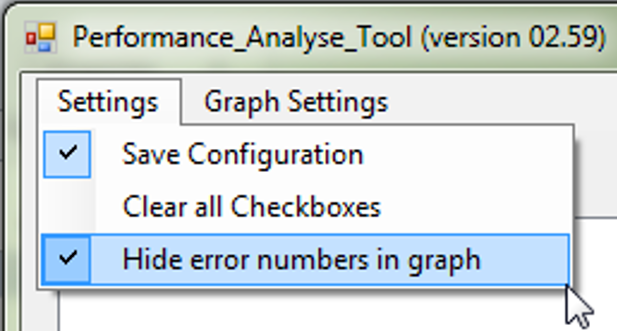 Performance_Analyse_Tool (version 02.59)
Settings Graph Settings
Save Configuration
Clear all Checkboxes
Hide error numbers in graph